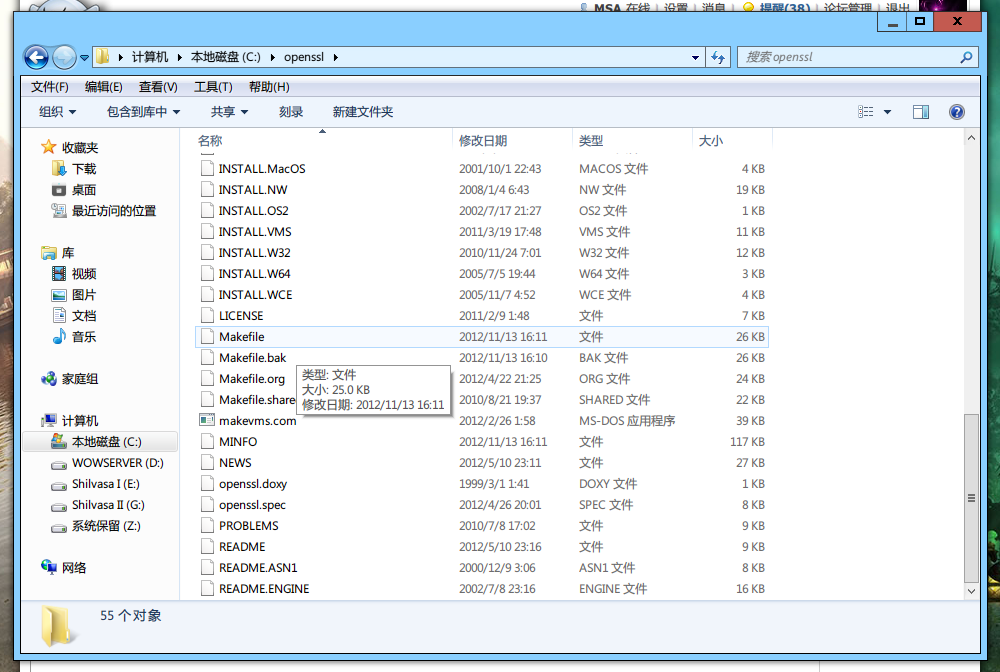 MSA 在线 | 设置 | 消息 | 提醒(38) | 论坛管理 | 退出
计算机 本地磁盘 (C:) openssl 搜索openssl
文件(F) 编辑(E) 查看(V) 工具(T) 帮助(H)
组织 包含到库中 共享 刻录 新建文件夹
收藏夹
下载
桌面
最近访问的位置
库
视频
图片
文档
音乐
家庭组
计算机
本地磁盘 (C:)
WOWSERVER (D:)
Shilvasa I (E:)
Shilvasa II (G:)
系统保留 (Z:)
网络
名称 修改日期 类型 大小
INSTALL.MacOS 2001/10/1 22:43 MACOS 文件 4 KB
INSTALL.NW 2008/1/4 6:43 NW 文件 19 KB
INSTALL.OS2 2002/7/17 21:27 OS2 文件 1 KB
INSTALL.VMS 2011/3/19 17:48 VMS 文件 11 KB
INSTALL.W32 2010/11/24 7:01 W32 文件 12 KB
INSTALL.W64 2005/7/5 19:44 W64 文件 3 KB
INSTALL.WCE 2005/11/7 4:52 WCE 文件 4 KB
LICENSE 2011/2/9 1:48 文件 7 KB
Makefile 2012/11/13 16:11 文件 26 KB
Makefile.bak 2012/11/13 16:10 BAK 文件 26 KB
Makefile.org 2012/4/22 21:25 ORG 文件 24 KB
Makefile.share 2010/8/21 19:37 SHARED 文件 22 KB
makevms.com 2012/2/26 1:58 MS-DOS 应用程序 39 KB
MINFO 2012/11/13 16:11 文件 117 KB
NEWS 2012/5/10 23:11 文件 27 KB
openssl.doxy 1999/3/1 1:41 DOXY 文件 1 KB
openssl.spec 2012/4/26 20:01 SPEC 文件 8 KB
PROBLEMS 2010/7/8 17:02 文件 9 KB
README 2012/5/10 23:16 文件 9 KB
README.ASN1 2000/12/9 3:06 ASN1 文件 8 KB
README.ENGINE 2002/7/8 23:16 ENGINE 文件 16 KB
类型: 文件
大小: 25.0 KB
修改日期: 2012/11/13 16:11
55 个对象